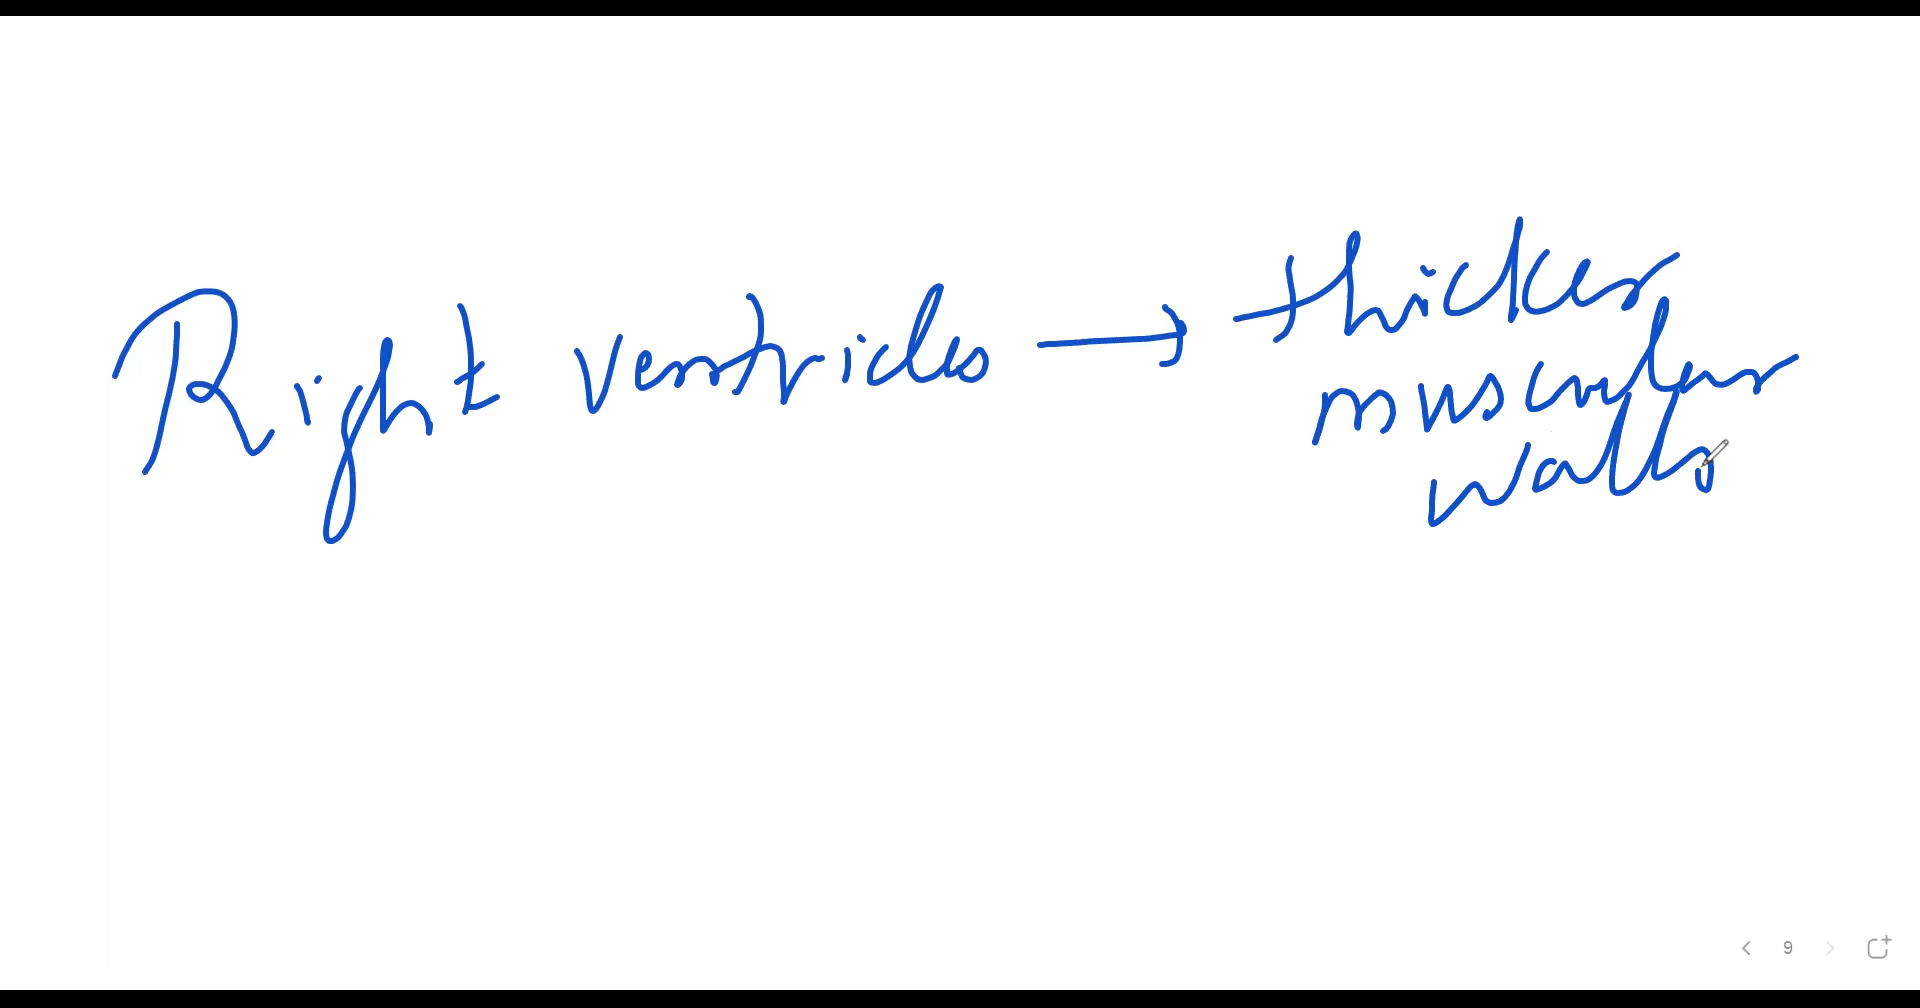 Right ventricles → thicker
muscular
walls
9